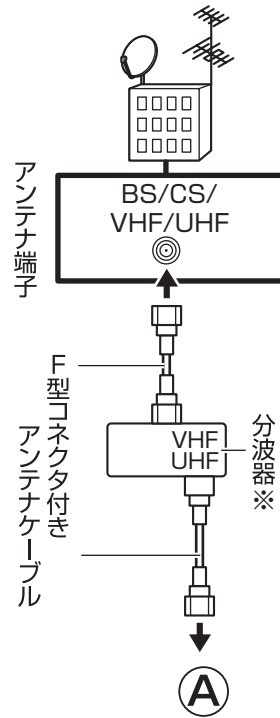 BS/CS/
VHF/UHF
アンテナ端子
F型コネクタ付き
アンテナケーブル
VHF
UHF
分波器※
A